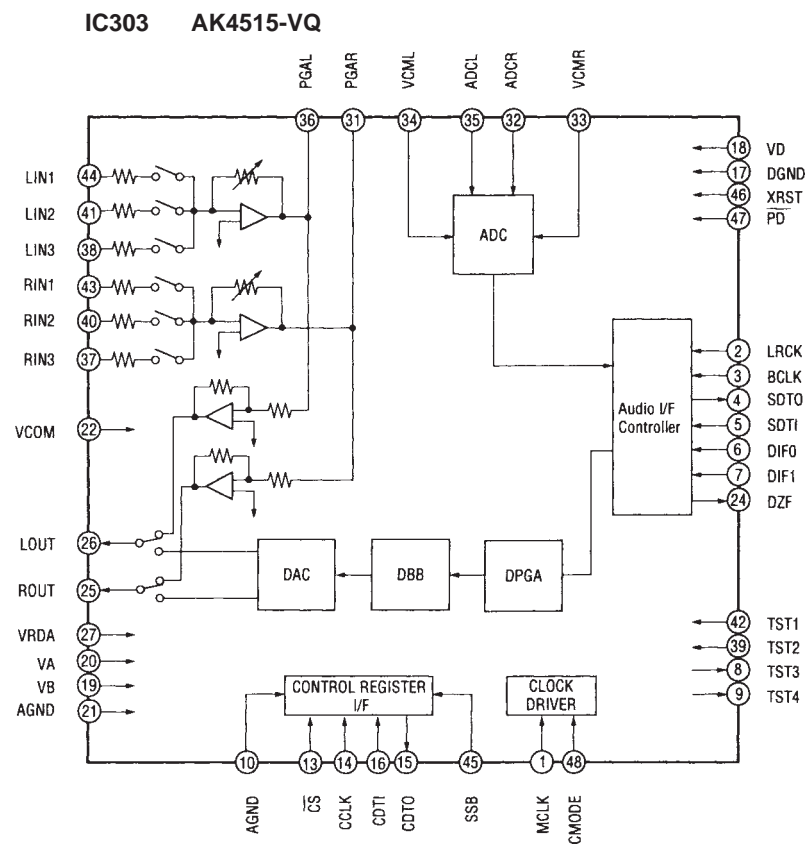 IC303 AK4515-VQ
PGAL
PGAR
VCML
ADCL
ADCR
VCMR
36
31
34
35
32
33
LIN1 44
LIN2 41
LIN3 38
RIN1 43
RIN2 40
RIN3 37
VCOM 22
LOUT 26
ROUT 25
VRDA 27
VA 20
VB 19
AGND 21
ADC
Audio I/F
Controller
DAC
DBB
DPGA
CONTROL REGISTER
I/F
CLOCK
DRIVER
18 VD
17 DGND
46 XRST
47 PD
2 LRCK
3 BCLK
4 SDTO
5 SDTI
6 DIF0
7 DIF1
24 DZF
42 TST1
39 TST2
8 TST3
9 TST4
10
13
14
16
15
45
1
48
AGND
CS
CCLK
CDTI
CDTO
SSB
MCLK
CMODE